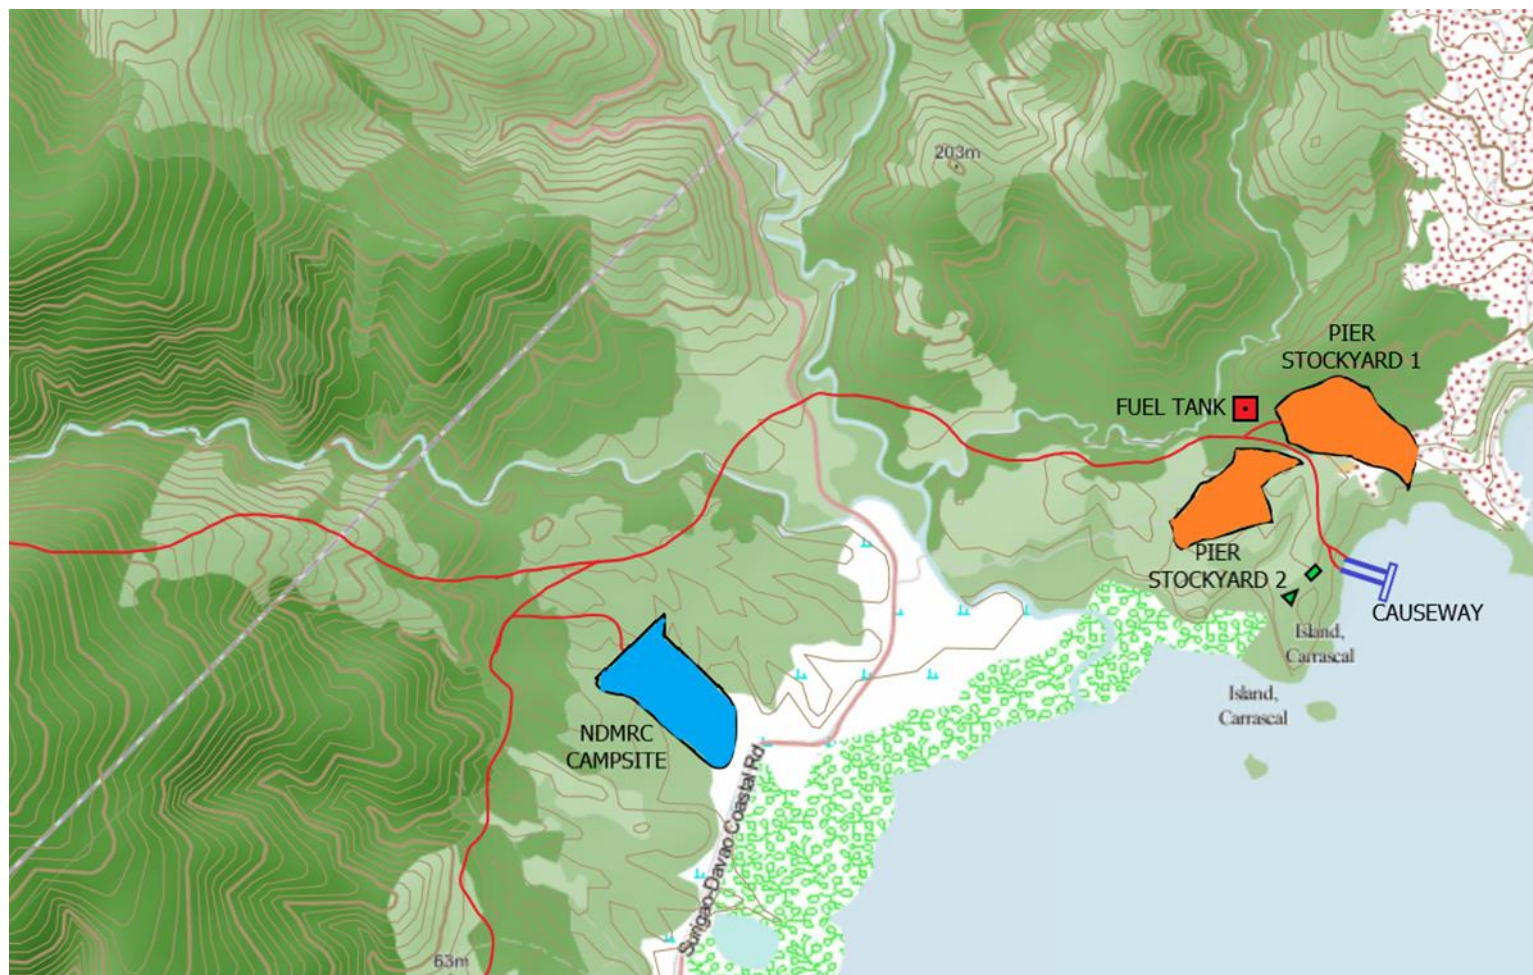 203m
PIER
STOCKYARD 1
FUEL TANK
PIER
STOCKYARD 2
CAUSEWAY
Island,
Carrascal
Island,
Carrascal
NDMRC
CAMPSITE
Surigao-Davao Coastal Rd
63m